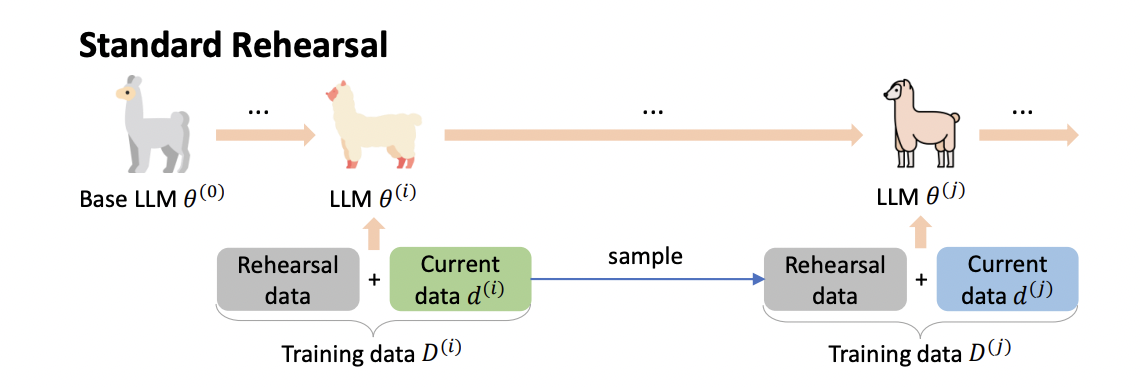 Standard Rehearsal
... ... ...
Base LLM θ^(0)
LLM θ^(i)
LLM θ^(j)
Rehearsal data
+
Current data d^(i)
sample
Rehearsal data
+
Current data d^(j)
Training data D^(i)
Training data D^(j)